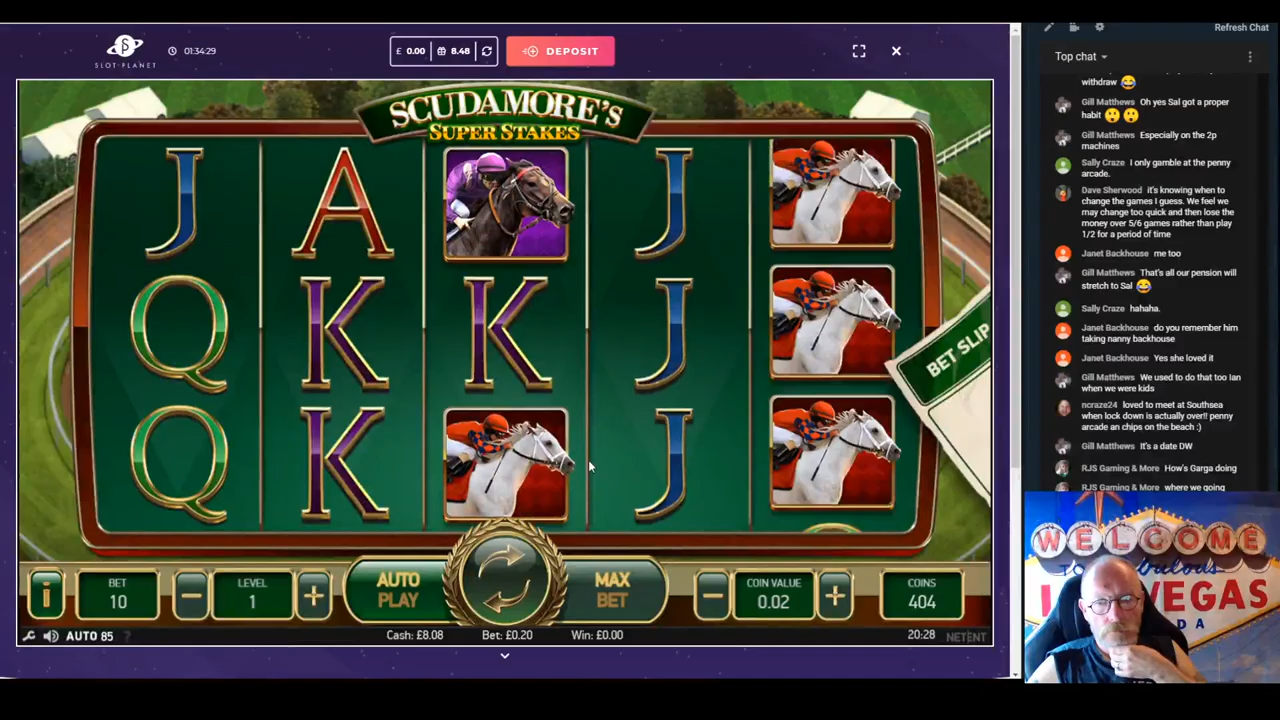 SLOT PLANET
01:34:29
£ 0.00 8.48
DEPOSIT
SCUDAMORE'S
SUPER STAKES
J A J
Q K K J
Q K J
BET SLIP
BET
10
LEVEL
1
AUTO
PLAY
MAX
BET
COIN VALUE
0.02
COINS
404
AUTO 85 ?
Cash: £8.08 Bet: £0.20 Win: £0.00
20:28 NETENT
Refresh Chat
Top chat
withdraw
Gill Matthews Oh yes Sal got a proper
habit
Gill Matthews Especially on the 2p
machines
Sally Craze I only gamble at the penny
arcade.
Dave Sherwood it's knowing when to
change the games I guess. We feel we
may change too quick and then lose the
money over 5/6 games rather than play
1/2 for a period of time
Janet Backhouse me too
Gill Matthews That's all our pension will
stretch to Sal
Sally Craze hahaha.
Janet Backhouse do you remember him
taking nanny backhouse
Janet Backhouse Yes she loved it
Gill Matthews We used to do that too Ian
when we were kids
ncraze24 loved to meet at Southsea
when lock down is actually over!! penny
arcade an chips on the beach :)
Gill Matthews It's a date DW
RJS Gaming & More How's Garga doing
RJS Gaming & More where we going
WELCOME
VEGAS